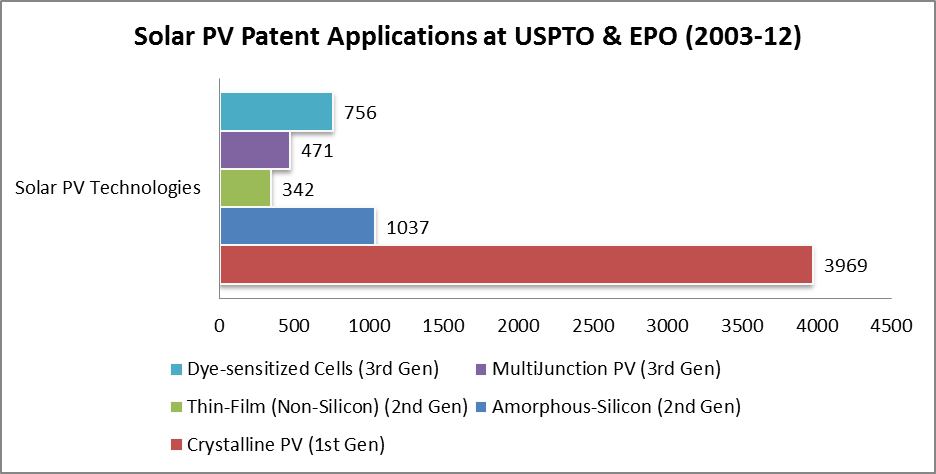 Solar PV Patent Applications at USPTO & EPO (2003-12)
756
471
Solar PV Technologies
342
1037
3969
0 500 1000 1500 2000 2500 3000 3500 4000 4500
Dye-sensitized Cells (3rd Gen) MultiJunction PV (3rd Gen)
Thin-Film (Non-Silicon) (2nd Gen) Amorphous-Silicon (2nd Gen)
Crystalline PV (1st Gen)